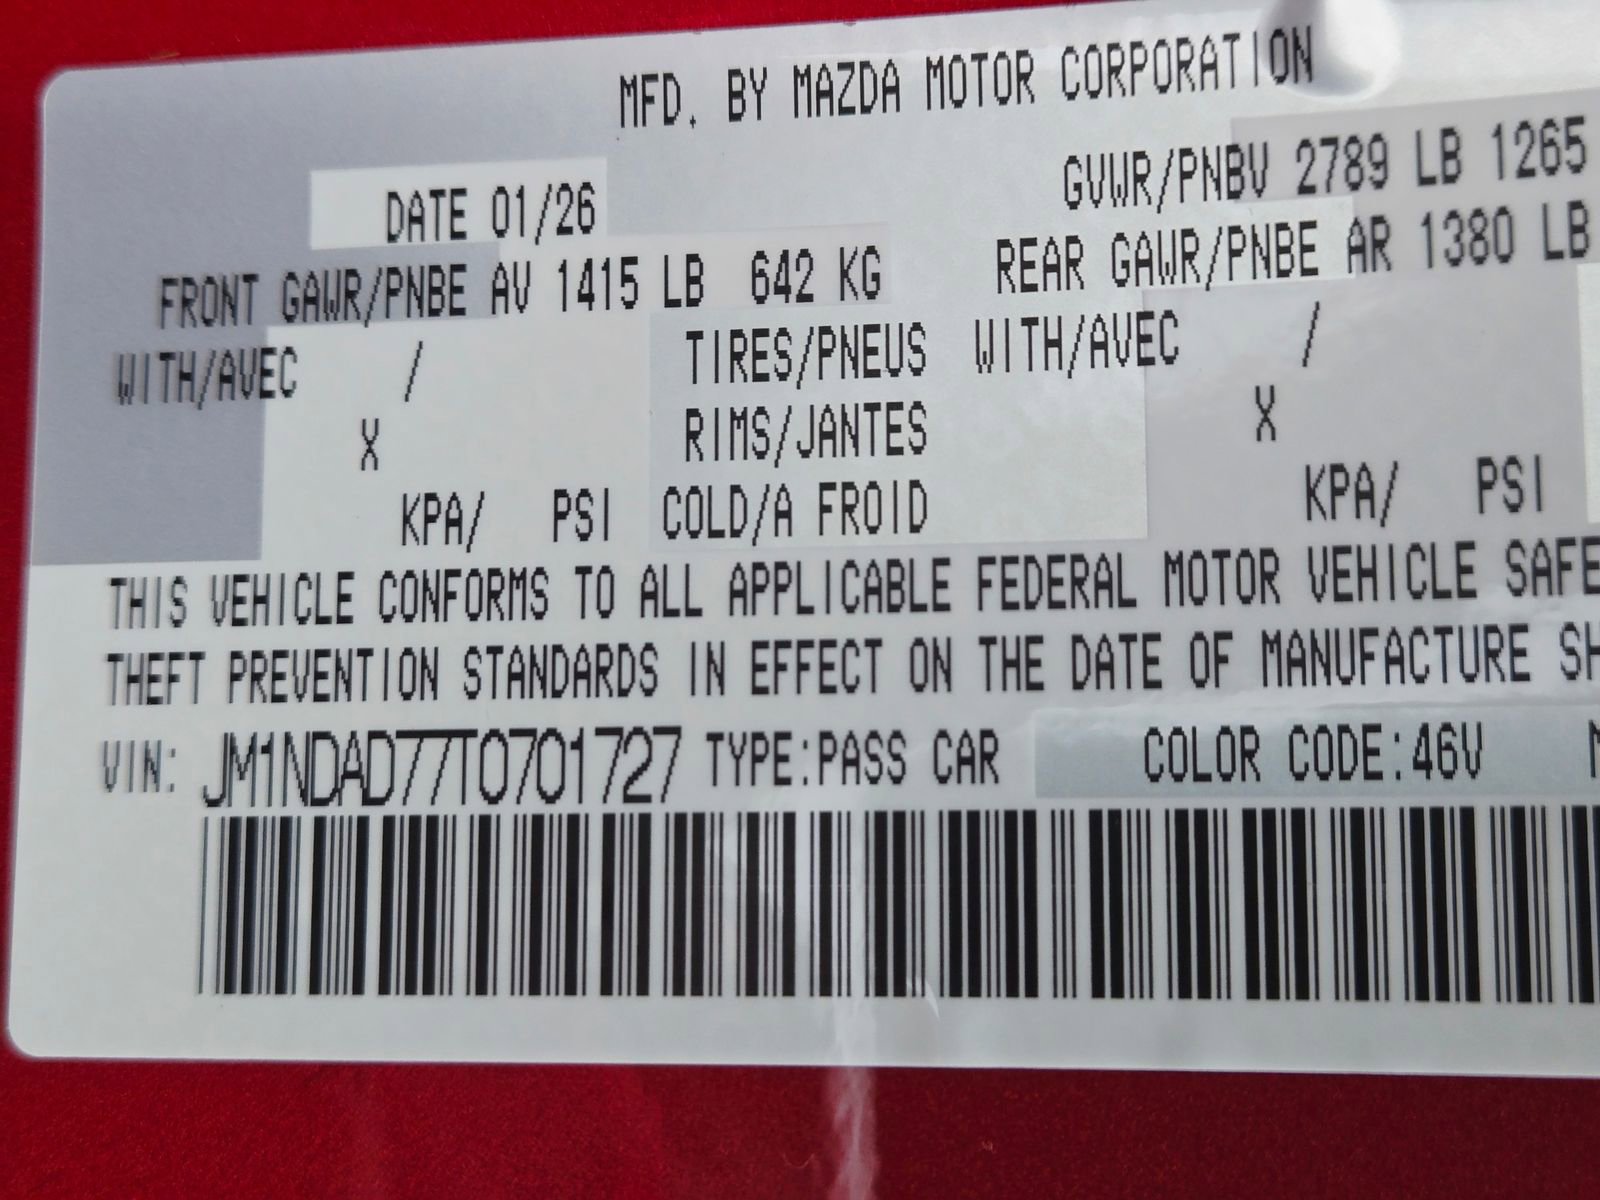 MFD. BY MAZDA MOTOR CORPORATION
DATE 01/26 GVWR/PNBV 2789 LB 1265
FRONT GAWR/PNBE AV 1415 LB 642 KG REAR GAWR/PNBE AR 1380 LB
WITH/AVEC / TIRES/PNEUS WITH/AVEC /
X RIMS/JANTES X
KPA/ PSI COLD/A FROID KPA/ PSI
THIS VEHICLE CONFORMS TO ALL APPLICABLE FEDERAL MOTOR VEHICLE SAFE
THEFT PREVENTION STANDARDS IN EFFECT ON THE DATE OF MANUFACTURE SH
VIN: JM1NDAD77T0701727 TYPE:PASS CAR COLOR CODE:46V